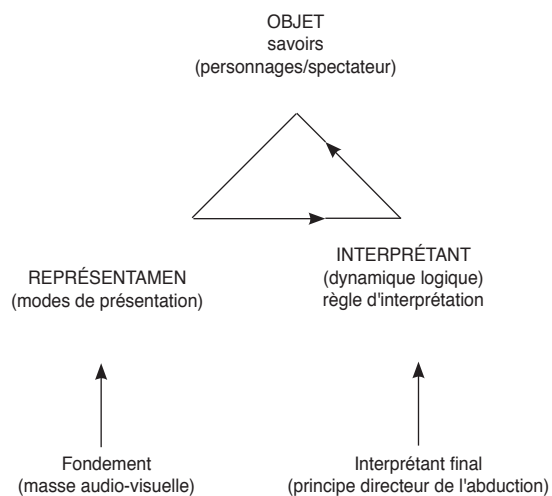 OBJET
savoirs
(personnages/spectateur)
REPRÉSENTAMEN
(modes de présentation)
INTERPRÉTANT
(dynamique logique)
règle d'interprétation
Fondement
(masse audio-visuelle)
Interprétant final
(principe directeur de l'abduction)